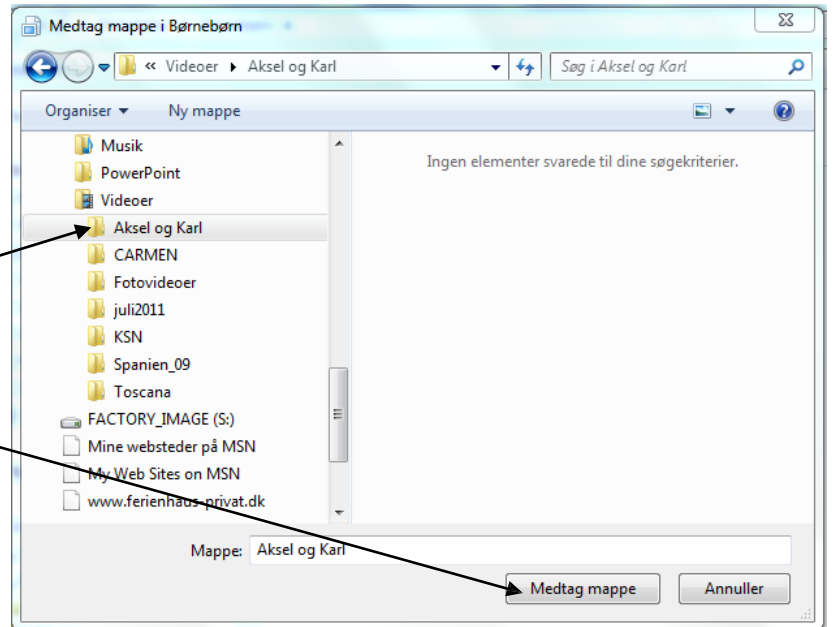 Medtag mappe i Børnebørn
« Videoer Aksel og Karl
Søg i Aksel og Karl
Organiser Ny mappe
Musik
PowerPoint
Videoer
Aksel og Karl
CARMEN
Fotovideoer
juli2011
KSN
Spanien_09
Toscana
FACTORY_IMAGE (S:)
Mine websteder på MSN
My Web Sites on MSN
www.ferienhaus-privat.dk
Ingen elementer svarede til dine søgekriterier.
Mappe: Aksel og Karl
Medtag mappe Annuller